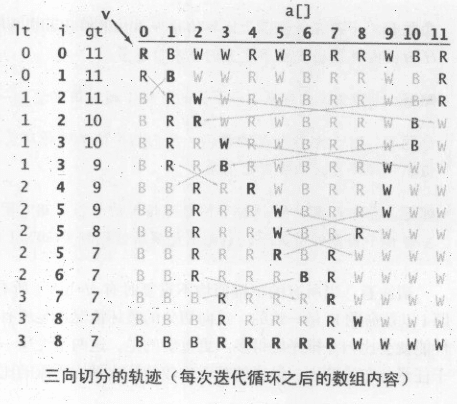 v a[]
lt i gt 0 1 2 3 4 5 6 7 8 9 10 11
0 0 11 R B W W R W B R R W B R
0 1 11 R B W W R W B R R W B R
1 2 11 B R W W R W B R R W B R
1 2 10 B R R W R W B R R W B W
1 3 10 B R R W R W B R R W B W
1 3 9 B R R B R W B R R W W W
2 4 9 B B R R R W B R R W W W
2 5 9 B B R R R W B R R W W W
2 5 8 B B R R R W B R R W W W
2 5 7 B B R R R R B R W W W W
2 6 7 B B R R R R B R W W W W
3 7 7 B B B R R R R R W W W W
3 8 7 B B B R R R R R W W W W
3 8 7 B B B R R R R R W W W W
三向切分的轨迹（每次迭代循环之后的数组内容）